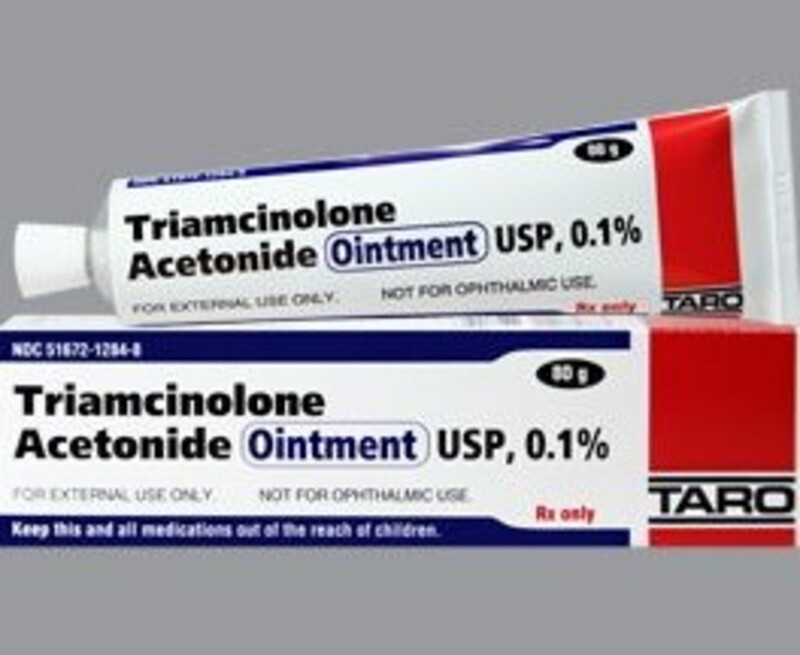 80 g
Triamcinolone
Acetonide Ointment USP, 0.1%
FOR EXTERNAL USE ONLY. NOT FOR OPHTHALMIC USE.
Rx only
TARO
NDC 51672-1284-8
80 g
Triamcinolone
Acetonide Ointment USP, 0.1%
FOR EXTERNAL USE ONLY. NOT FOR OPHTHALMIC USE.
Rx only
TARO
Keep this and all medications out of the reach of children.